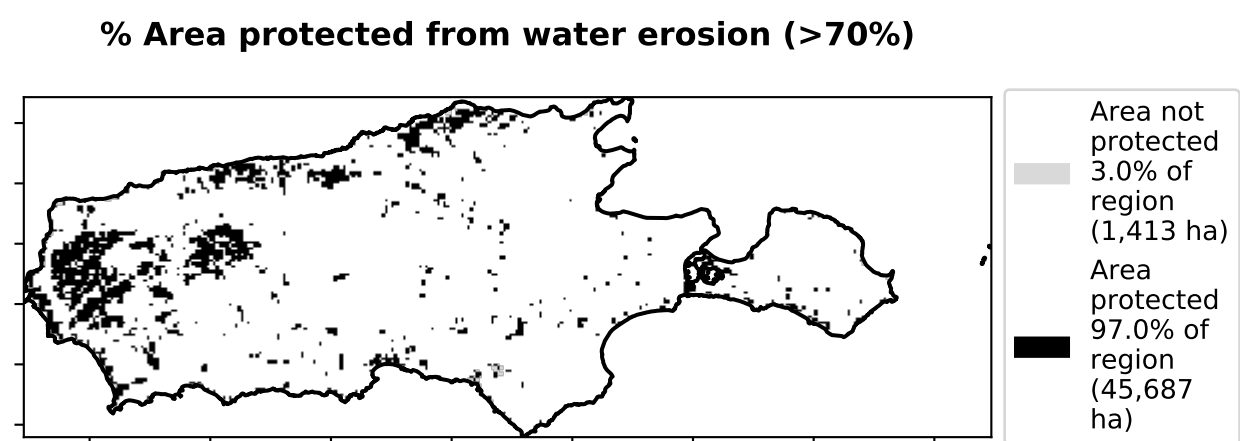 % Area protected from water erosion (>70%)
Area not
protected
3.0% of
region
(1,413 ha)
Area
protected
97.0% of
region
(45,687
ha)